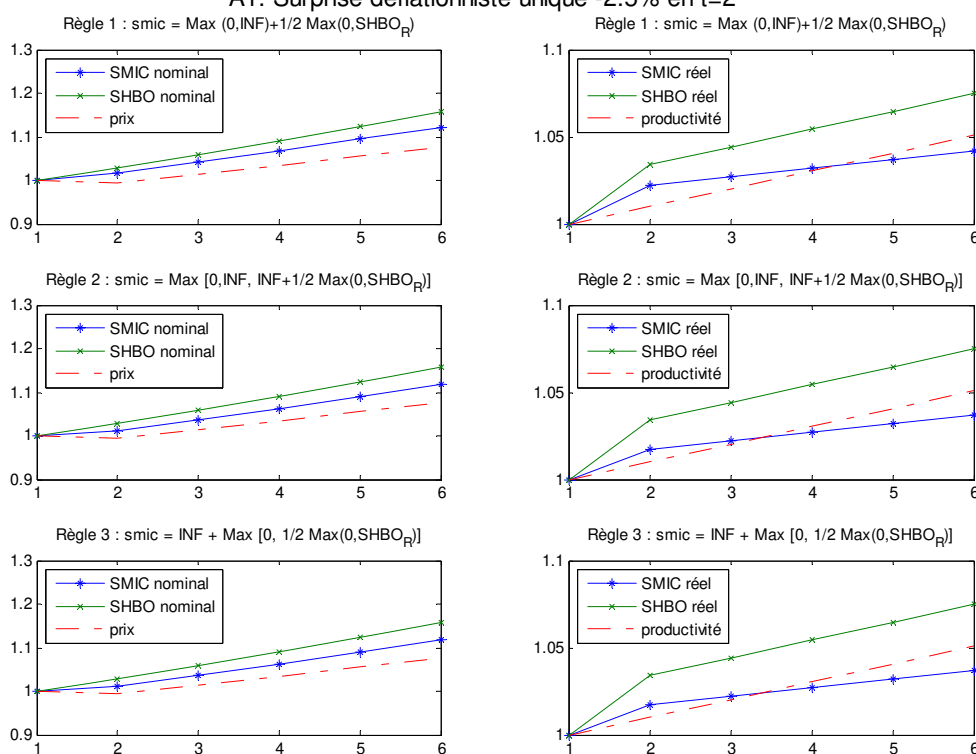 A1: Surprise déflationniste unique -2.5% en t=2
Règle 1 : smic = Max (0,INF)+1/2 Max(0,SHBO_R)
1.3
1.2
1.1
1
0.9
SMIC nominal
SHBO nominal
prix
1 2 3 4 5 6
Règle 1 : smic = Max (0,INF)+1/2 Max(0,SHBO_R)
1.1
1.05
1
SMIC réel
SHBO réel
productivité
1 2 3 4 5 6
Règle 2 : smic = Max [0,INF, INF+1/2 Max(0,SHBO_R)]
1.3
1.2
1.1
1
0.9
SMIC nominal
SHBO nominal
prix
1 2 3 4 5 6
Règle 2 : smic = Max [0,INF, INF+1/2 Max(0,SHBO_R)]
1.1
1.05
1
SMIC réel
SHBO réel
productivité
1 2 3 4 5 6
Règle 3 : smic = INF + Max [0, 1/2 Max(0,SHBO_R)]
1.3
1.2
1.1
1
0.9
SMIC nominal
SHBO nominal
prix
1 2 3 4 5 6
Règle 3 : smic = INF + Max [0, 1/2 Max(0,SHBO_R)]
1.1
1.05
1
SMIC réel
SHBO réel
productivité
1 2 3 4 5 6